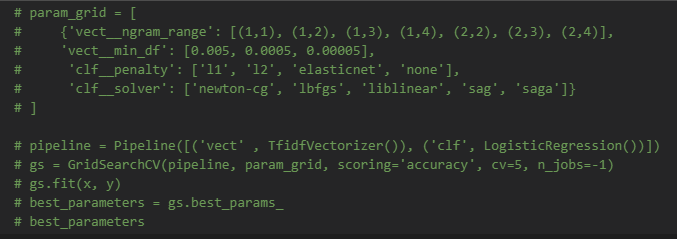 # param_grid = [
#     {'vect__ngram_range': [(1,1), (1,2), (1,3), (1,4), (2,2), (2,3), (2,4)],
#     'vect__min_df': [0.005, 0.0005, 0.00005],
#      'clf__penalty': ['l1', 'l2', 'elasticnet', 'none'],
#      'clf__solver': ['newton-cg', 'lbfgs', 'liblinear', 'sag', 'saga']}
# ]
# pipeline = Pipeline([('vect' , TfidfVectorizer()), ('clf', LogisticRegression())])
# gs = GridSearchCV(pipeline, param_grid, scoring='accuracy', cv=5, n_jobs=-1)
# gs.fit(x, y)
# best_parameters = gs.best_params_
# best_parameters